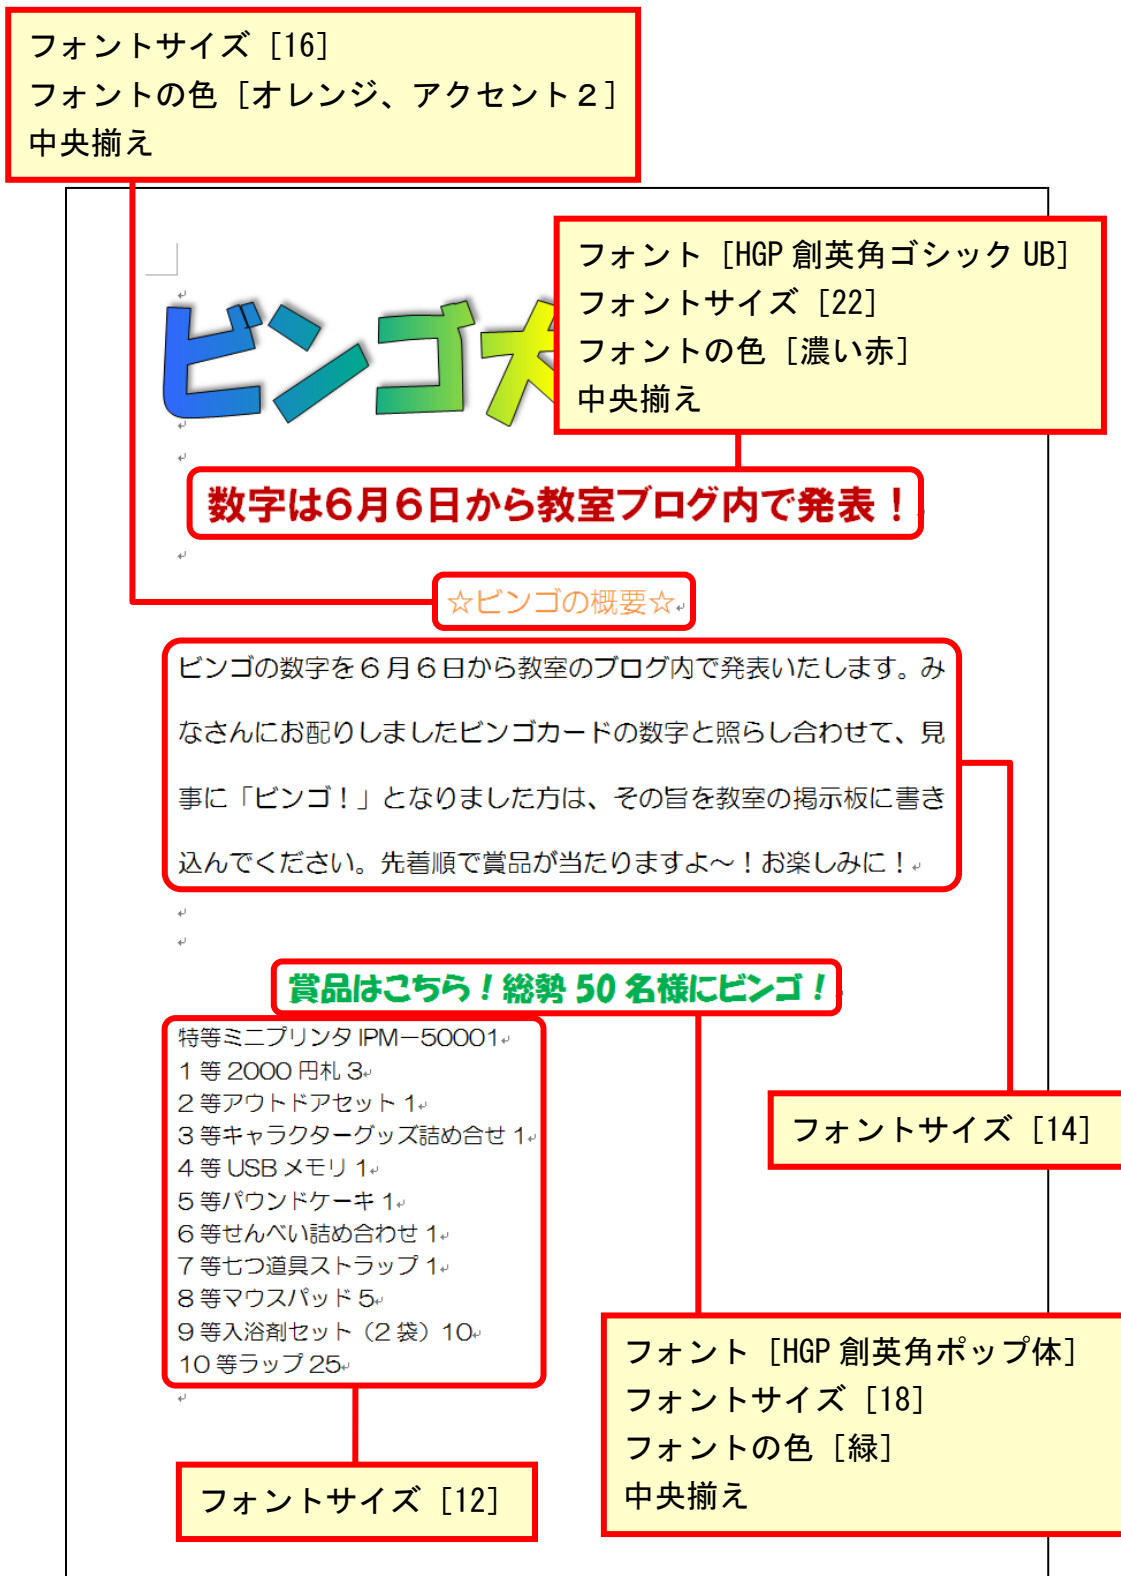 フォントサイズ［16］
フォントの色［オレンジ、アクセント２］
中央揃え
フォント［HGP 創英角ゴシック UB］
フォントサイズ［22］
フォントの色［濃い赤］
中央揃え
ビンゴ
数字は６月６日から教室ブログ内で発表！
☆ビンゴの概要☆
ビンゴの数字を６月６日から教室のブログ内で発表いたします。み
なさんにお配りしましたビンゴカードの数字と照らし合わせて、見
事に「ビンゴ！」となりました方は、その旨を教室の掲示板に書き
込んでください。先着順で賞品が当たりますよ～！お楽しみに！
賞品はこちら！総勢 50 名様にビンゴ！
特等ミニプリンタ IPM－50001
1 等 2000 円札 3
2 等アウトドアセット 1
3 等キャラクターグッズ詰め合せ 1
4 等 USB メモリ 1
5 等パウンドケーキ 1
6 等せんべい詰め合わせ 1
7 等七つ道具ストラップ 1
8 等マウスパッド 5
9 等入浴剤セット（2 袋）10
10 等ラップ 25
フォントサイズ［14］
フォント［HGP 創英角ポップ体］
フォントサイズ［18］
フォントの色［緑］
中央揃え
フォントサイズ［12］